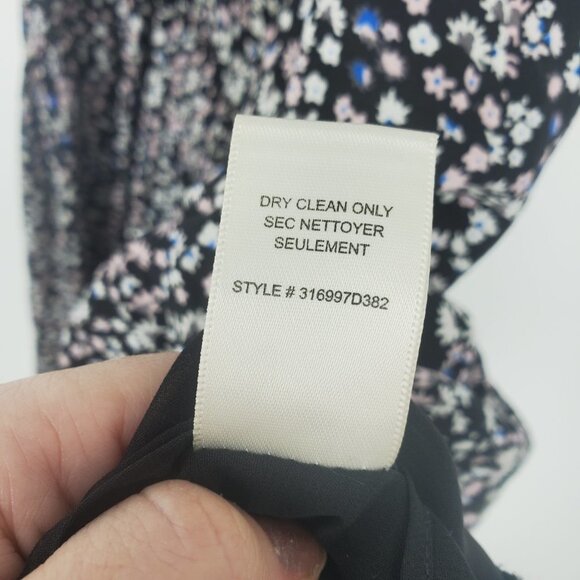 DRY CLEAN ONLY
SEC NETTOYER
SEULEMENT
STYLE # 316997D382